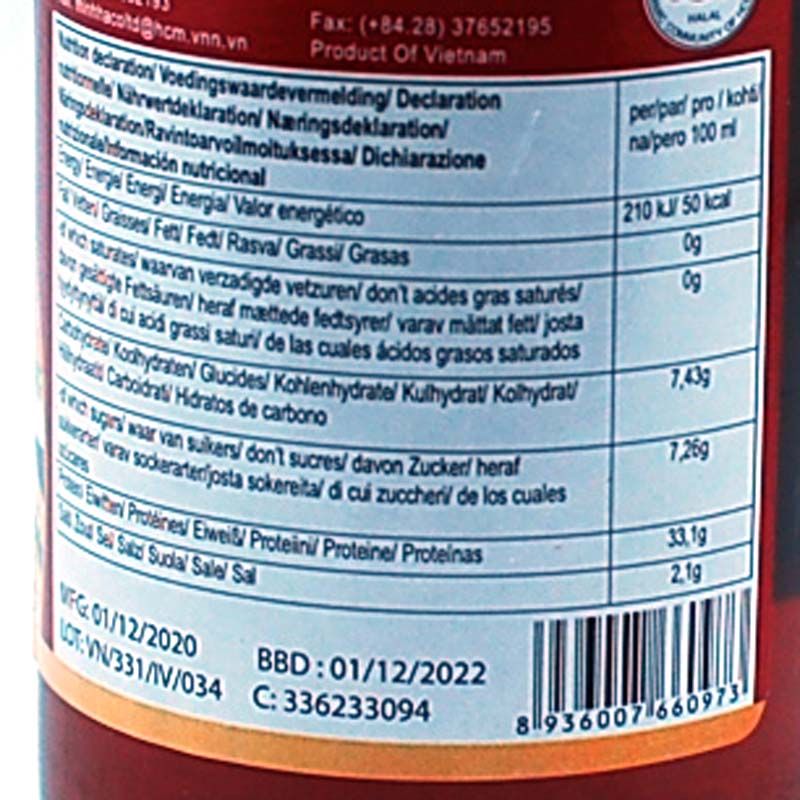 @hcm.vnn.vn
Fax: (+84.28) 37652195
Product Of Vietnam
HALAL
Nutrition declaration/ Voedingswaardevermelding/ Declaration
nutritionnelle/ Nährwertdeklaration/ Næringsdeklaration/
Näringsdeklaration/Ravintoarvoilmoituksessa/ Dichiarazione
nutrizionale/Información nutricional
per/par/ pro / kohti/
na/pero 100 ml
Energy/ Energie/ Energi/ Energia/ Valor energético
210 kJ/ 50 kcal
Fat/ Vetten/ Graisses/ Fett/ Fedt/ Rasva/ Grassi/ Grasas
0g
of which saturates/ waarvan verzadigde vetzuren/ don't acides gras saturés/
davon gesättigte Fettsäuren/ heraf mættede fedtsyrer/ varav mättat fett/ josta
di cui acidi grassi saturi/ de las cuales ácidos grasos saturados
0g
Carbohydrate/ Koolhydraten/ Glucides/ Kohlenhydrate/ Kulhydrat/ Kolhydrat/
Carboidrati/ Hidratos de carbono
7,43g
of which sugars/ waar van suikers/ don't sucres/ davon Zucker/ heraf
sukkerarter/ varav sockerarter/josta sokereita/ di cui zuccheri/ de los cuales
azúcares
7,26g
Protein/ Eiwitten/ Protéines/ Eiweiß/ Proteiini/ Proteine/ Proteínas
33,1g
Salt/ Zout/ Sel/ Salz/ Suola/ Sale/ Sal
2,1g
MFG: 01/12/2020
BBD : 01/12/2022
LOT: VN/331/IV/034
C: 336233094
8 936007 660973